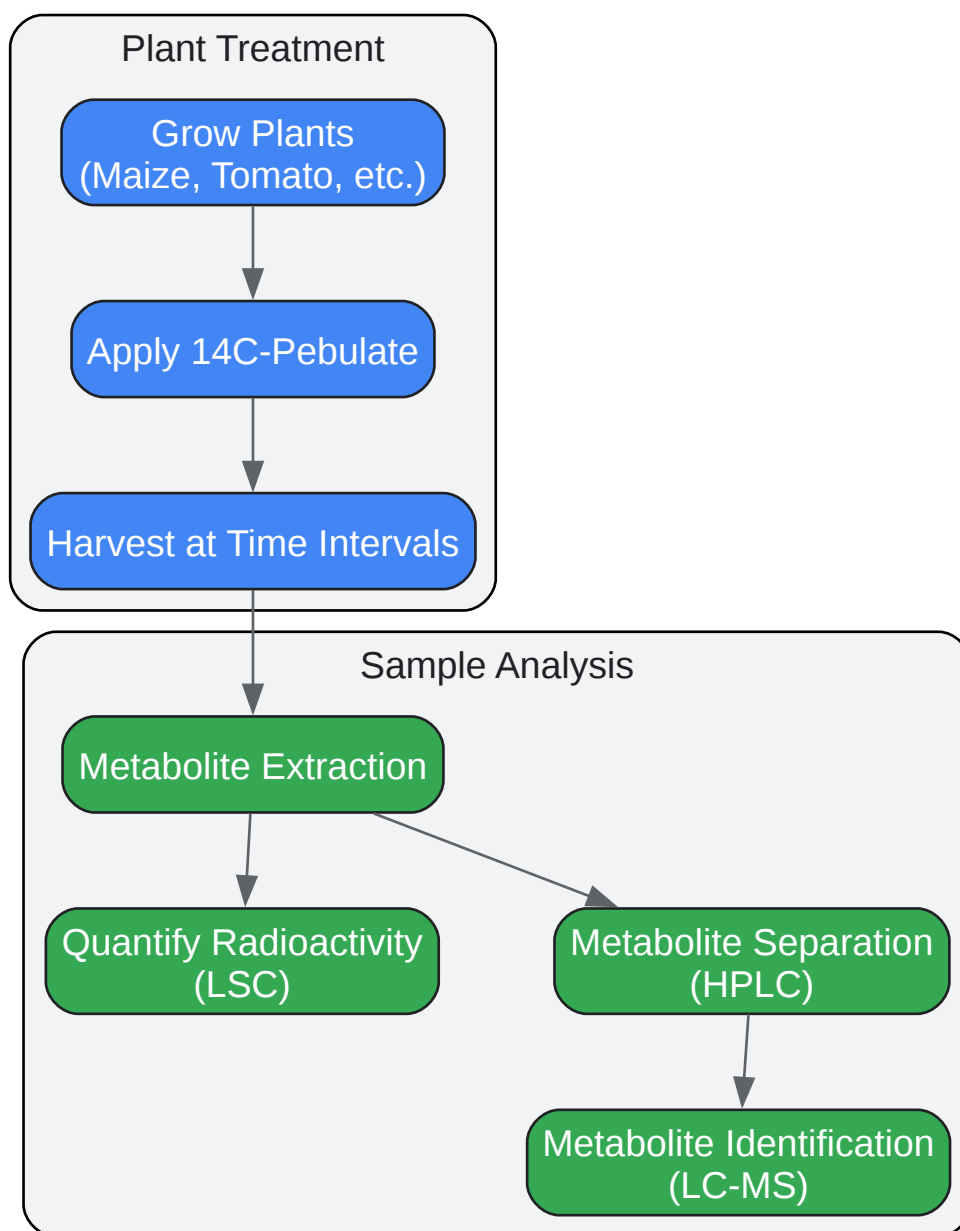 Plant Treatment
Grow Plants
(Maize, Tomato, etc.)
Apply 14C-Pebulate
Harvest at Time Intervals
Sample Analysis
Metabolite Extraction
Quantify Radioactivity
(LSC)
Metabolite Separation
(HPLC)
Metabolite Identification
(LC-MS)